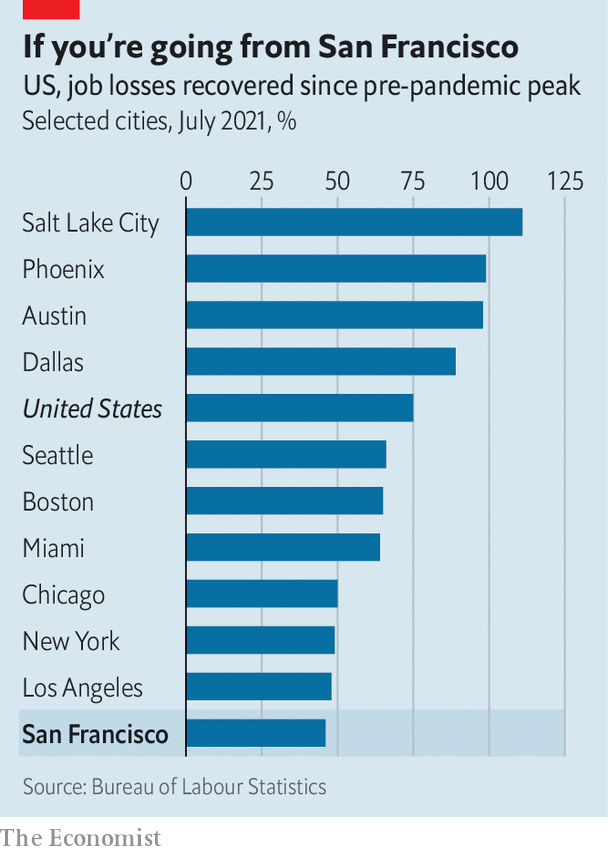 If you’re going from San Francisco
US, job losses recovered since pre-pandemic peak
Selected cities, July 2021, %
0 25 50 75 100 125
Salt Lake City
Phoenix
Austin
Dallas
United States
Seattle
Boston
Miami
Chicago
New York
Los Angeles
San Francisco
Source: Bureau of Labour Statistics
The Economist